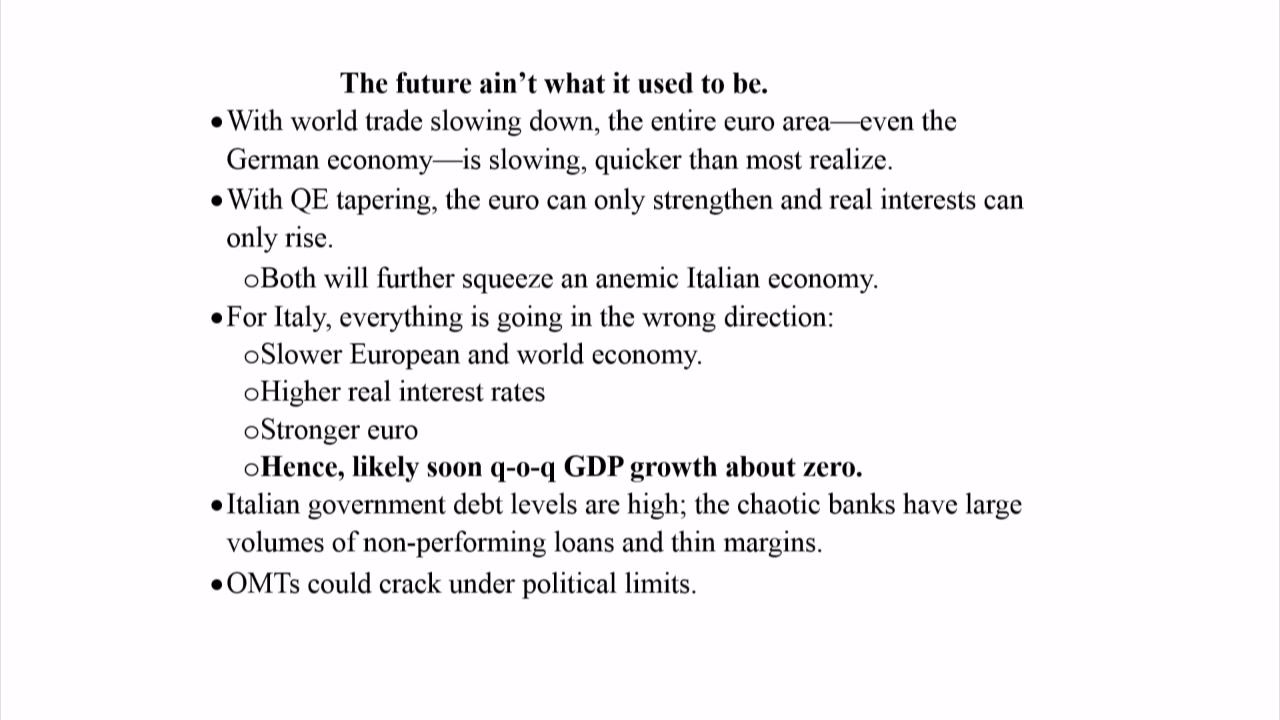 The future ain’t what it used to be.
•With world trade slowing down, the entire euro area—even the
German economy—is slowing, quicker than most realize.
•With QE tapering, the euro can only strengthen and real interests can
only rise.
oBoth will further squeeze an anemic Italian economy.
•For Italy, everything is going in the wrong direction:
oSlower European and world economy.
oHigher real interest rates
oStronger euro
oHence, likely soon q-o-q GDP growth about zero.
•Italian government debt levels are high; the chaotic banks have large
volumes of non-performing loans and thin margins.
•OMTs could crack under political limits.